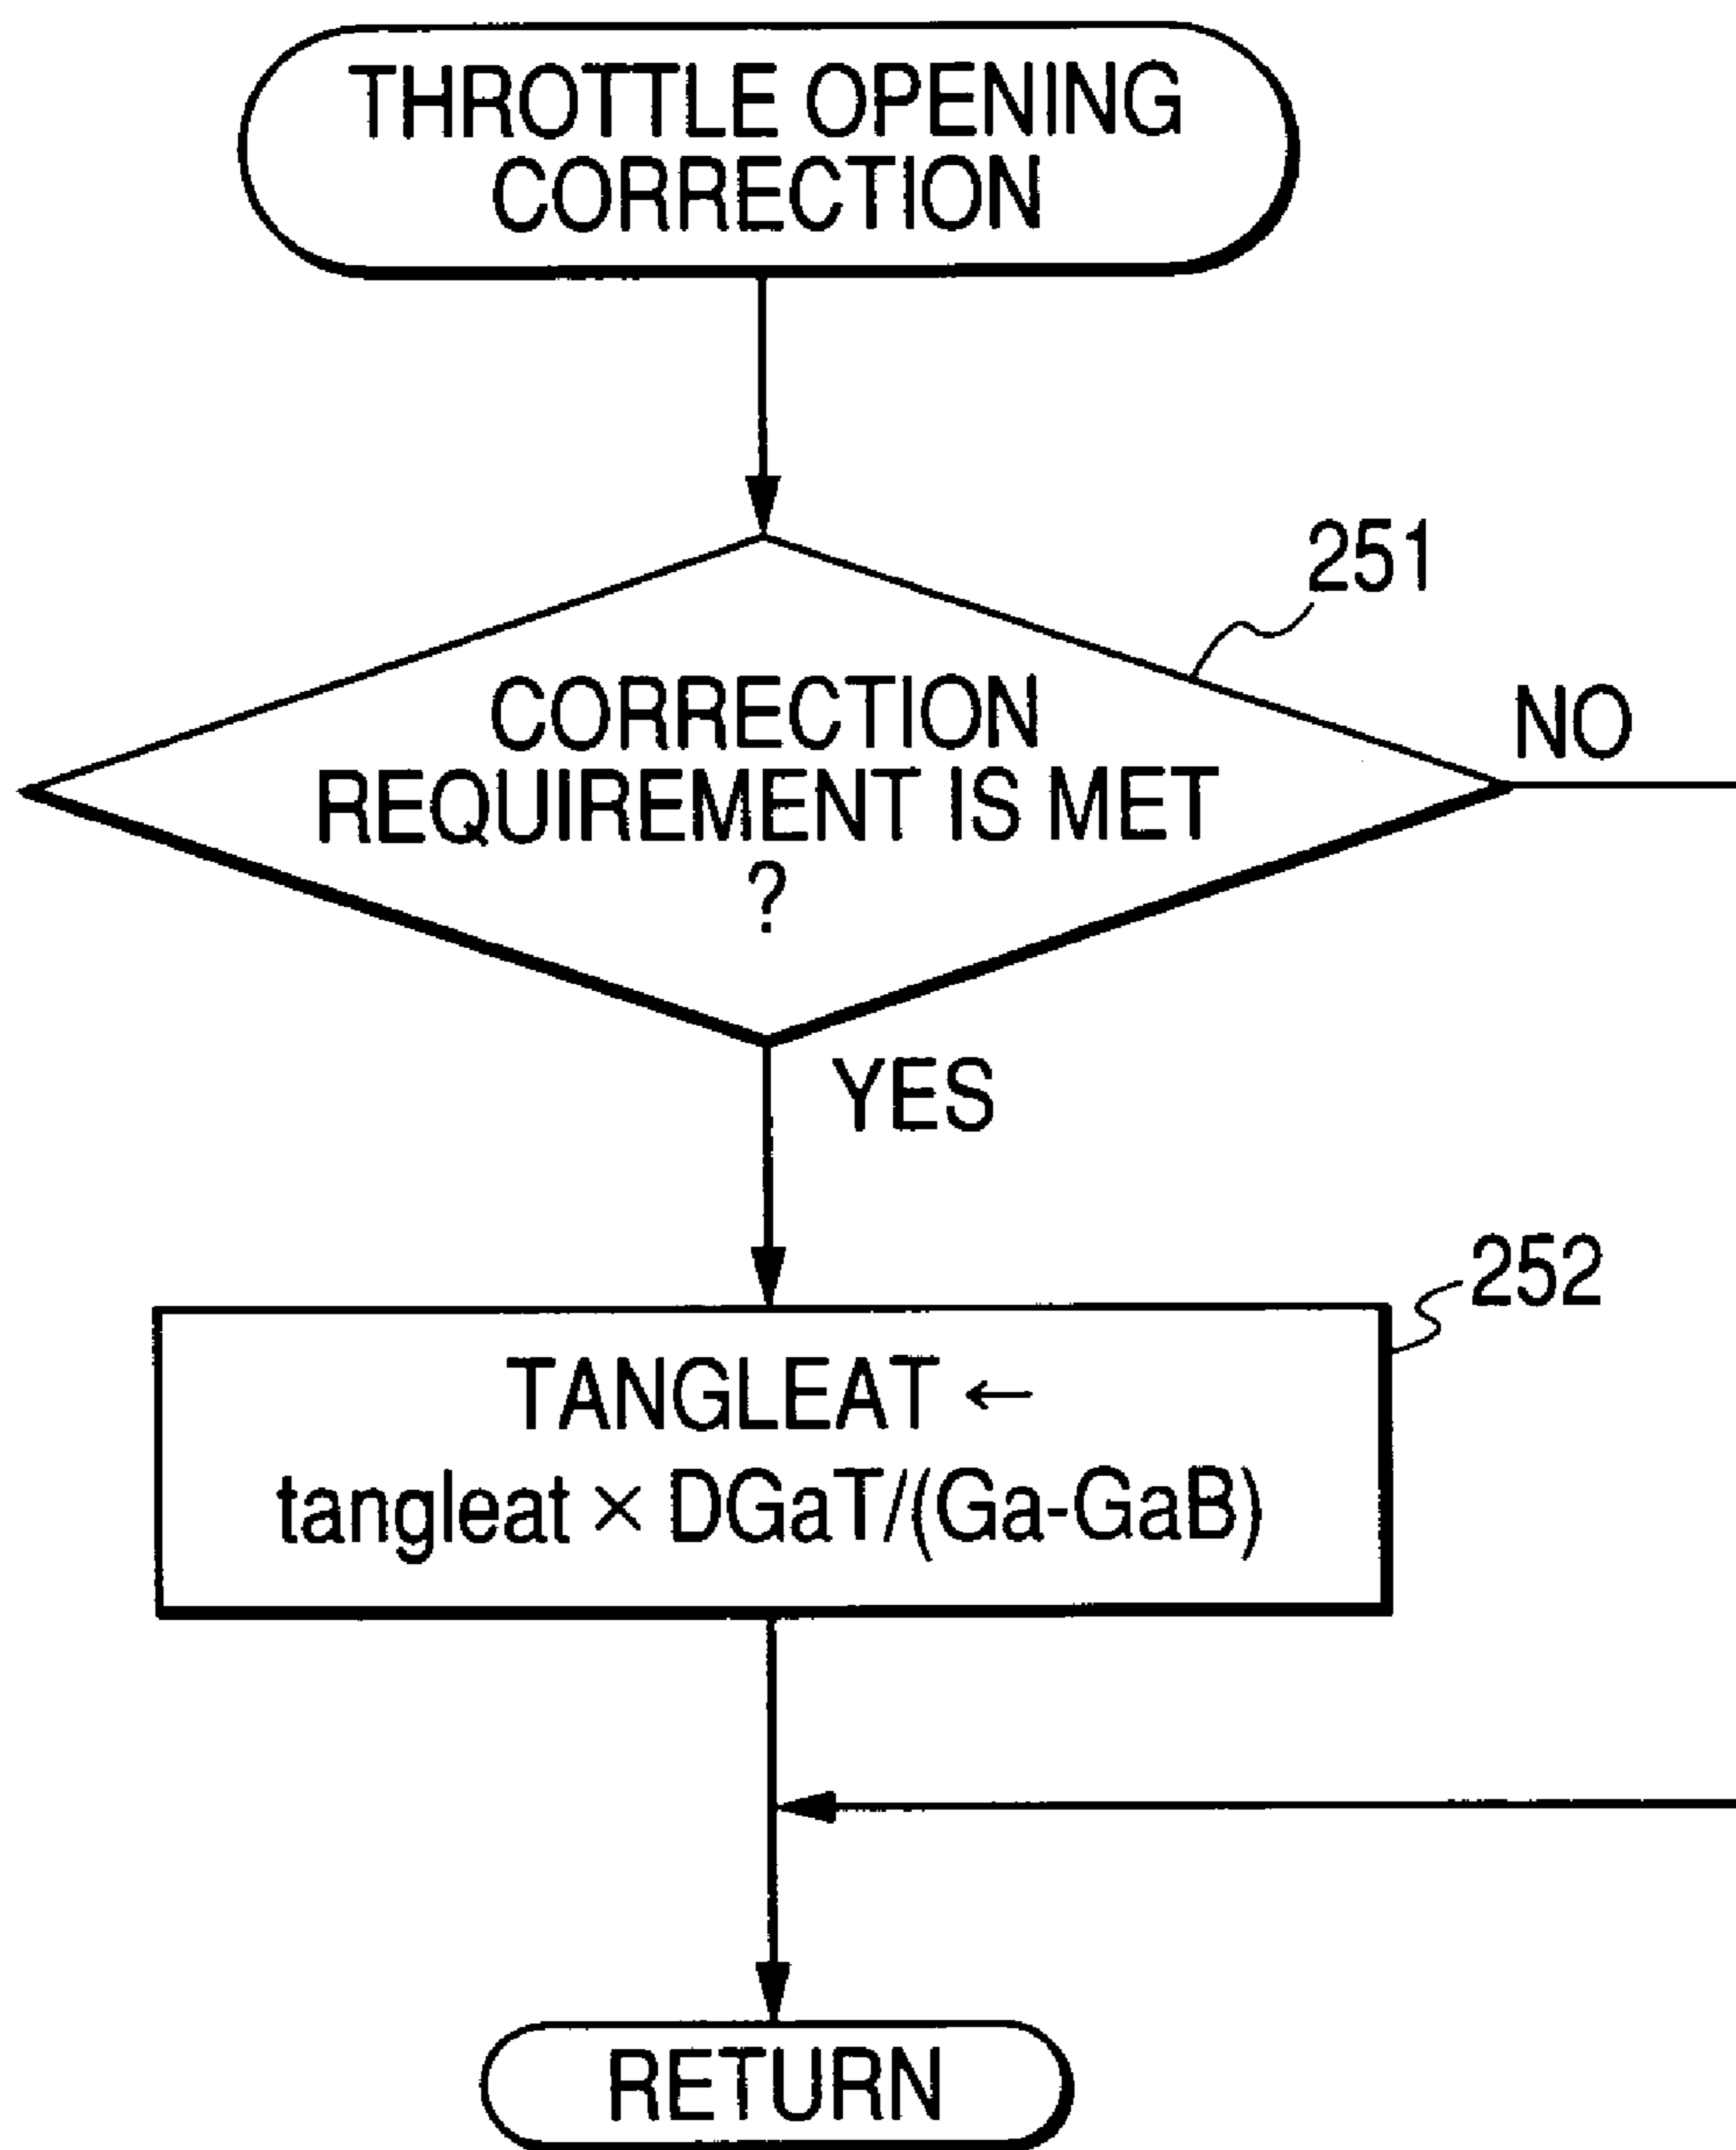 THROTTLE OPENING
CORRECTION
251
CORRECTION
REQUIREMENT IS MET
?
NO
YES
252
TANGLEAT ←
tangleat × DGaT/(Ga-GaB)
RETURN